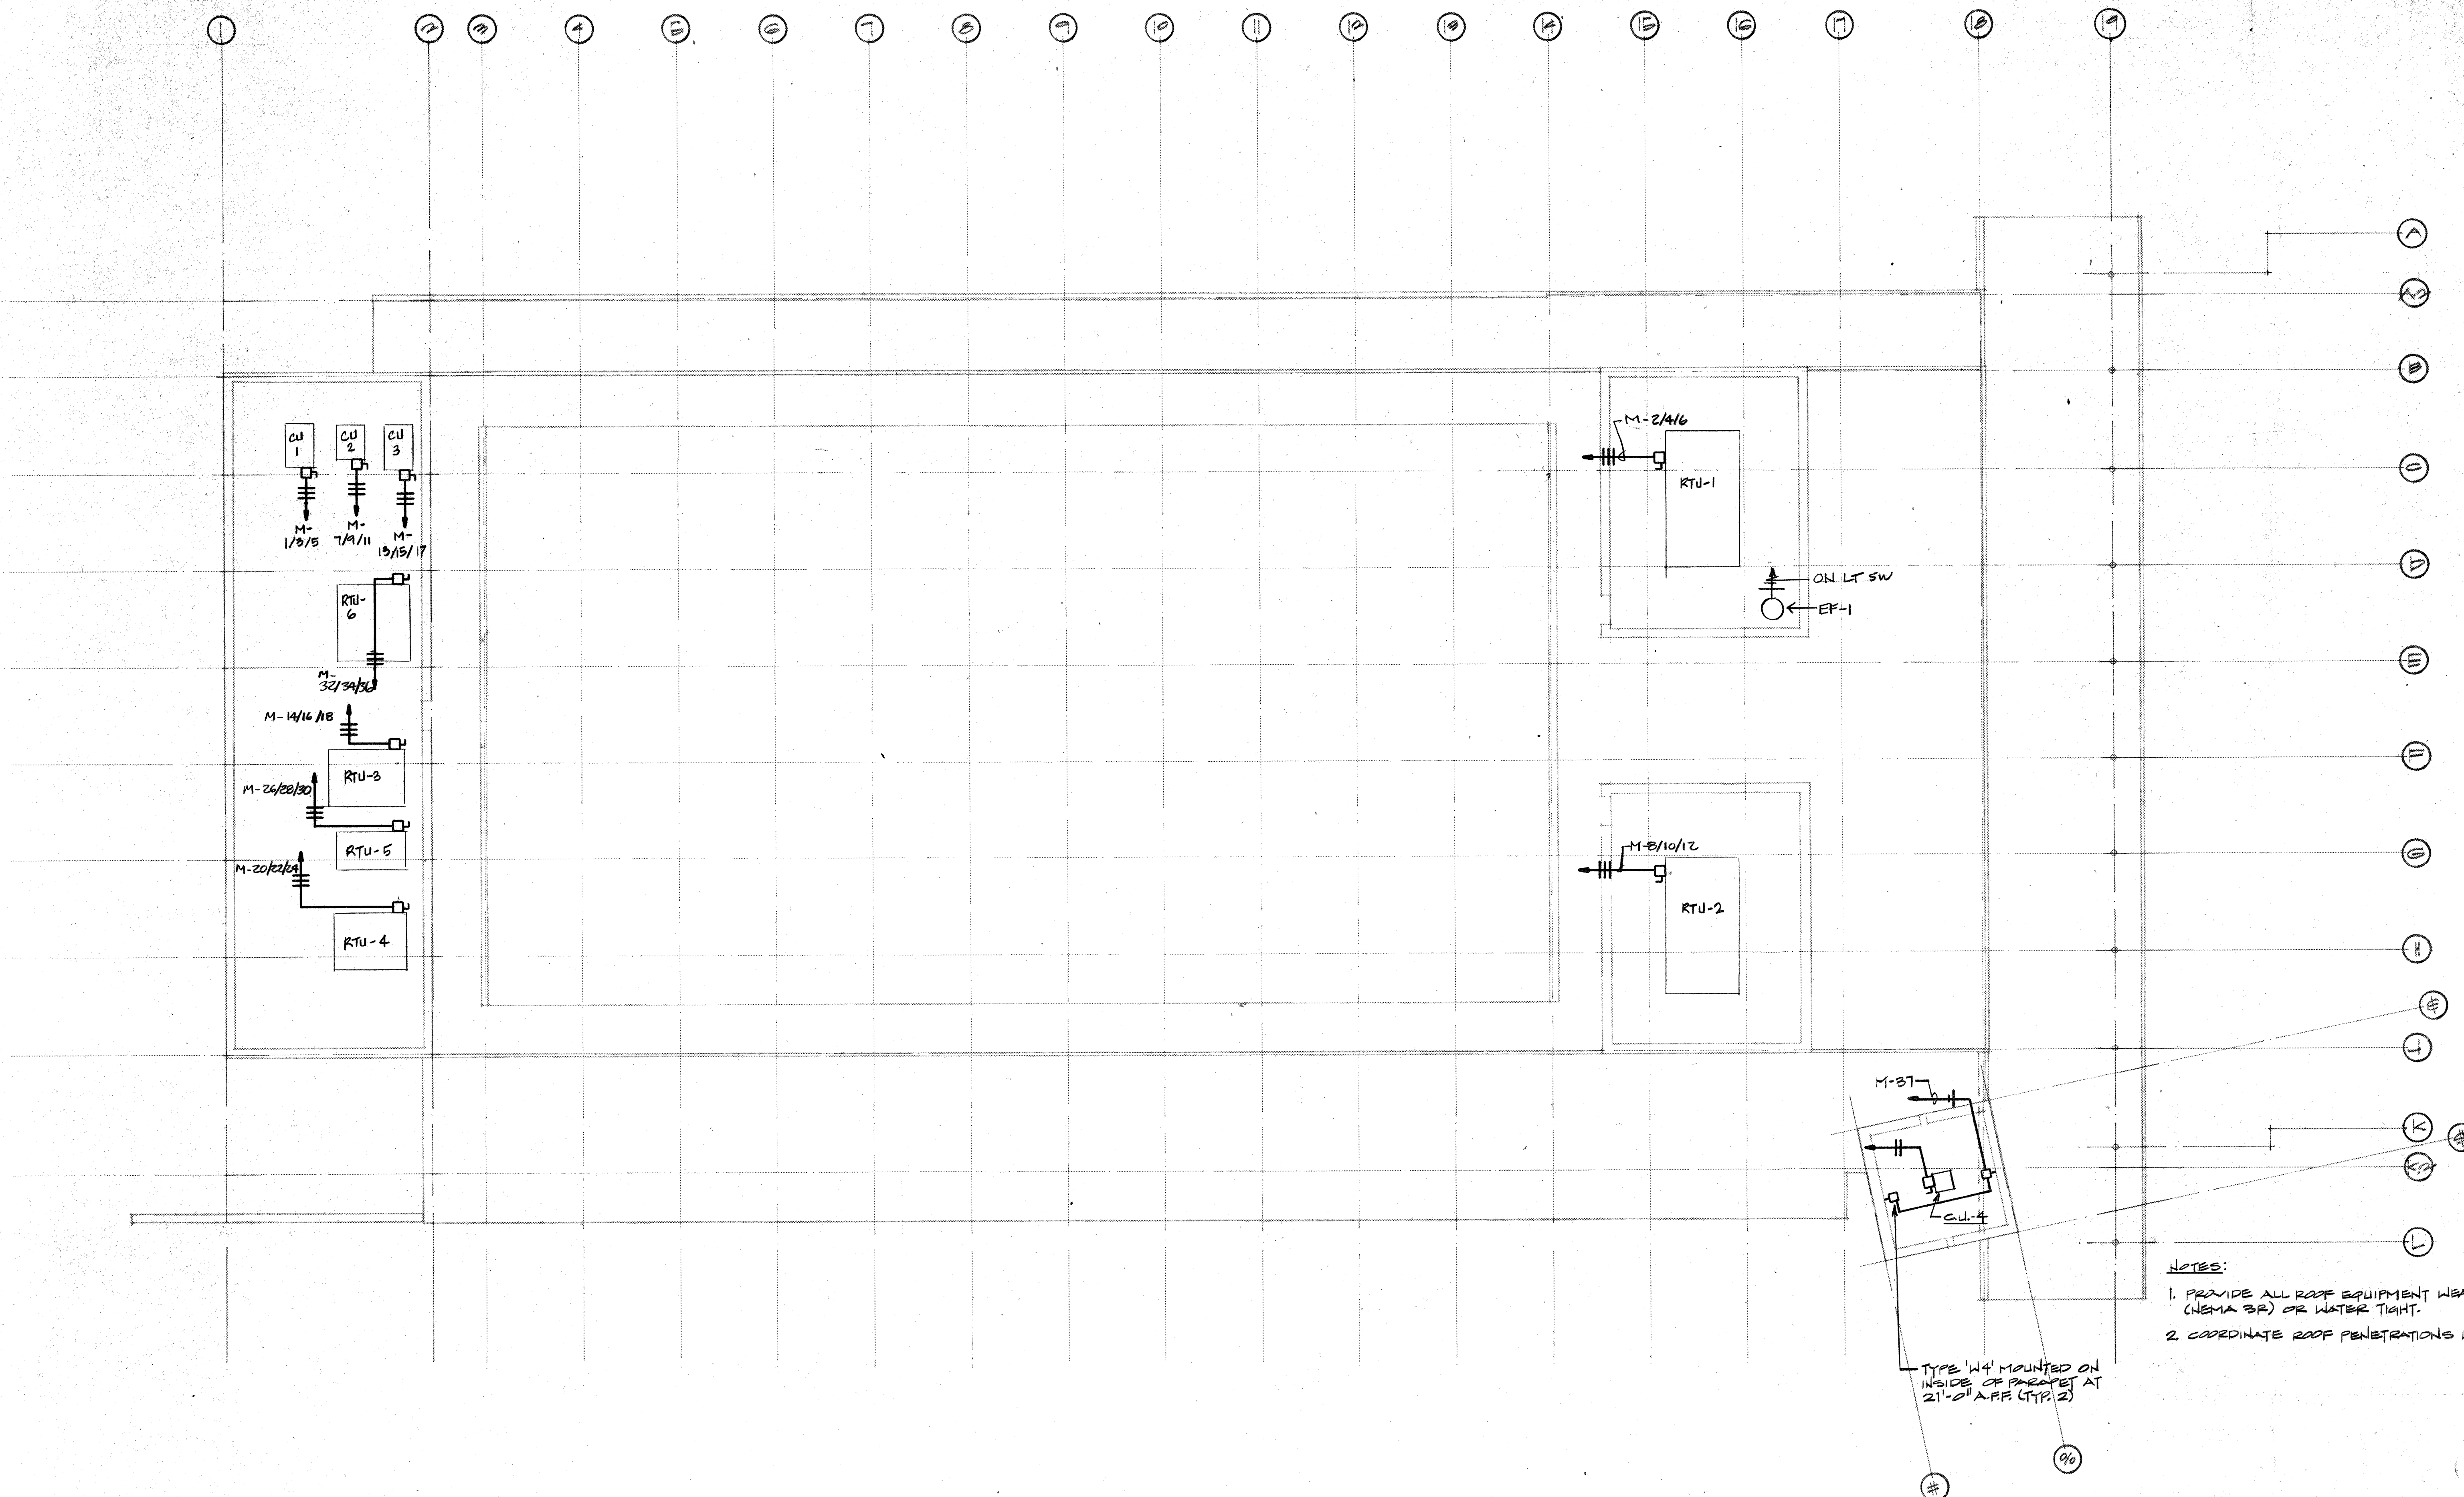 1
2
3
4
5
6
7
8
9
10
11
12
13
14
15
16
17
18
19
A
A.2
B
C
D
E
F
G
H
¢
J
K
K.2
L
#
%
CU
1
CU
2
CU
3
M-
1/3/5
M-
7/9/11
M-
13/15/17
RTU-
6
M-
32/34/36
M-14/16/18
RTU-3
M-26/28/30
RTU-5
M-20/22/24
RTU-4
M-2/4/6
RTU-1
ON LT SW
EF-1
M-8/10/12
RTU-2
M-37
C.U.-4
NOTES:
1. PROVIDE ALL ROOF EQUIPMENT WEA
(NEMA 3R) OR WATER TIGHT.
2. COORDINATE ROOF PENETRATIONS
TYPE 'W4' MOUNTED ON
INSIDE OF PARAPET AT
21'-0" A.F.F. (TYP. 2)